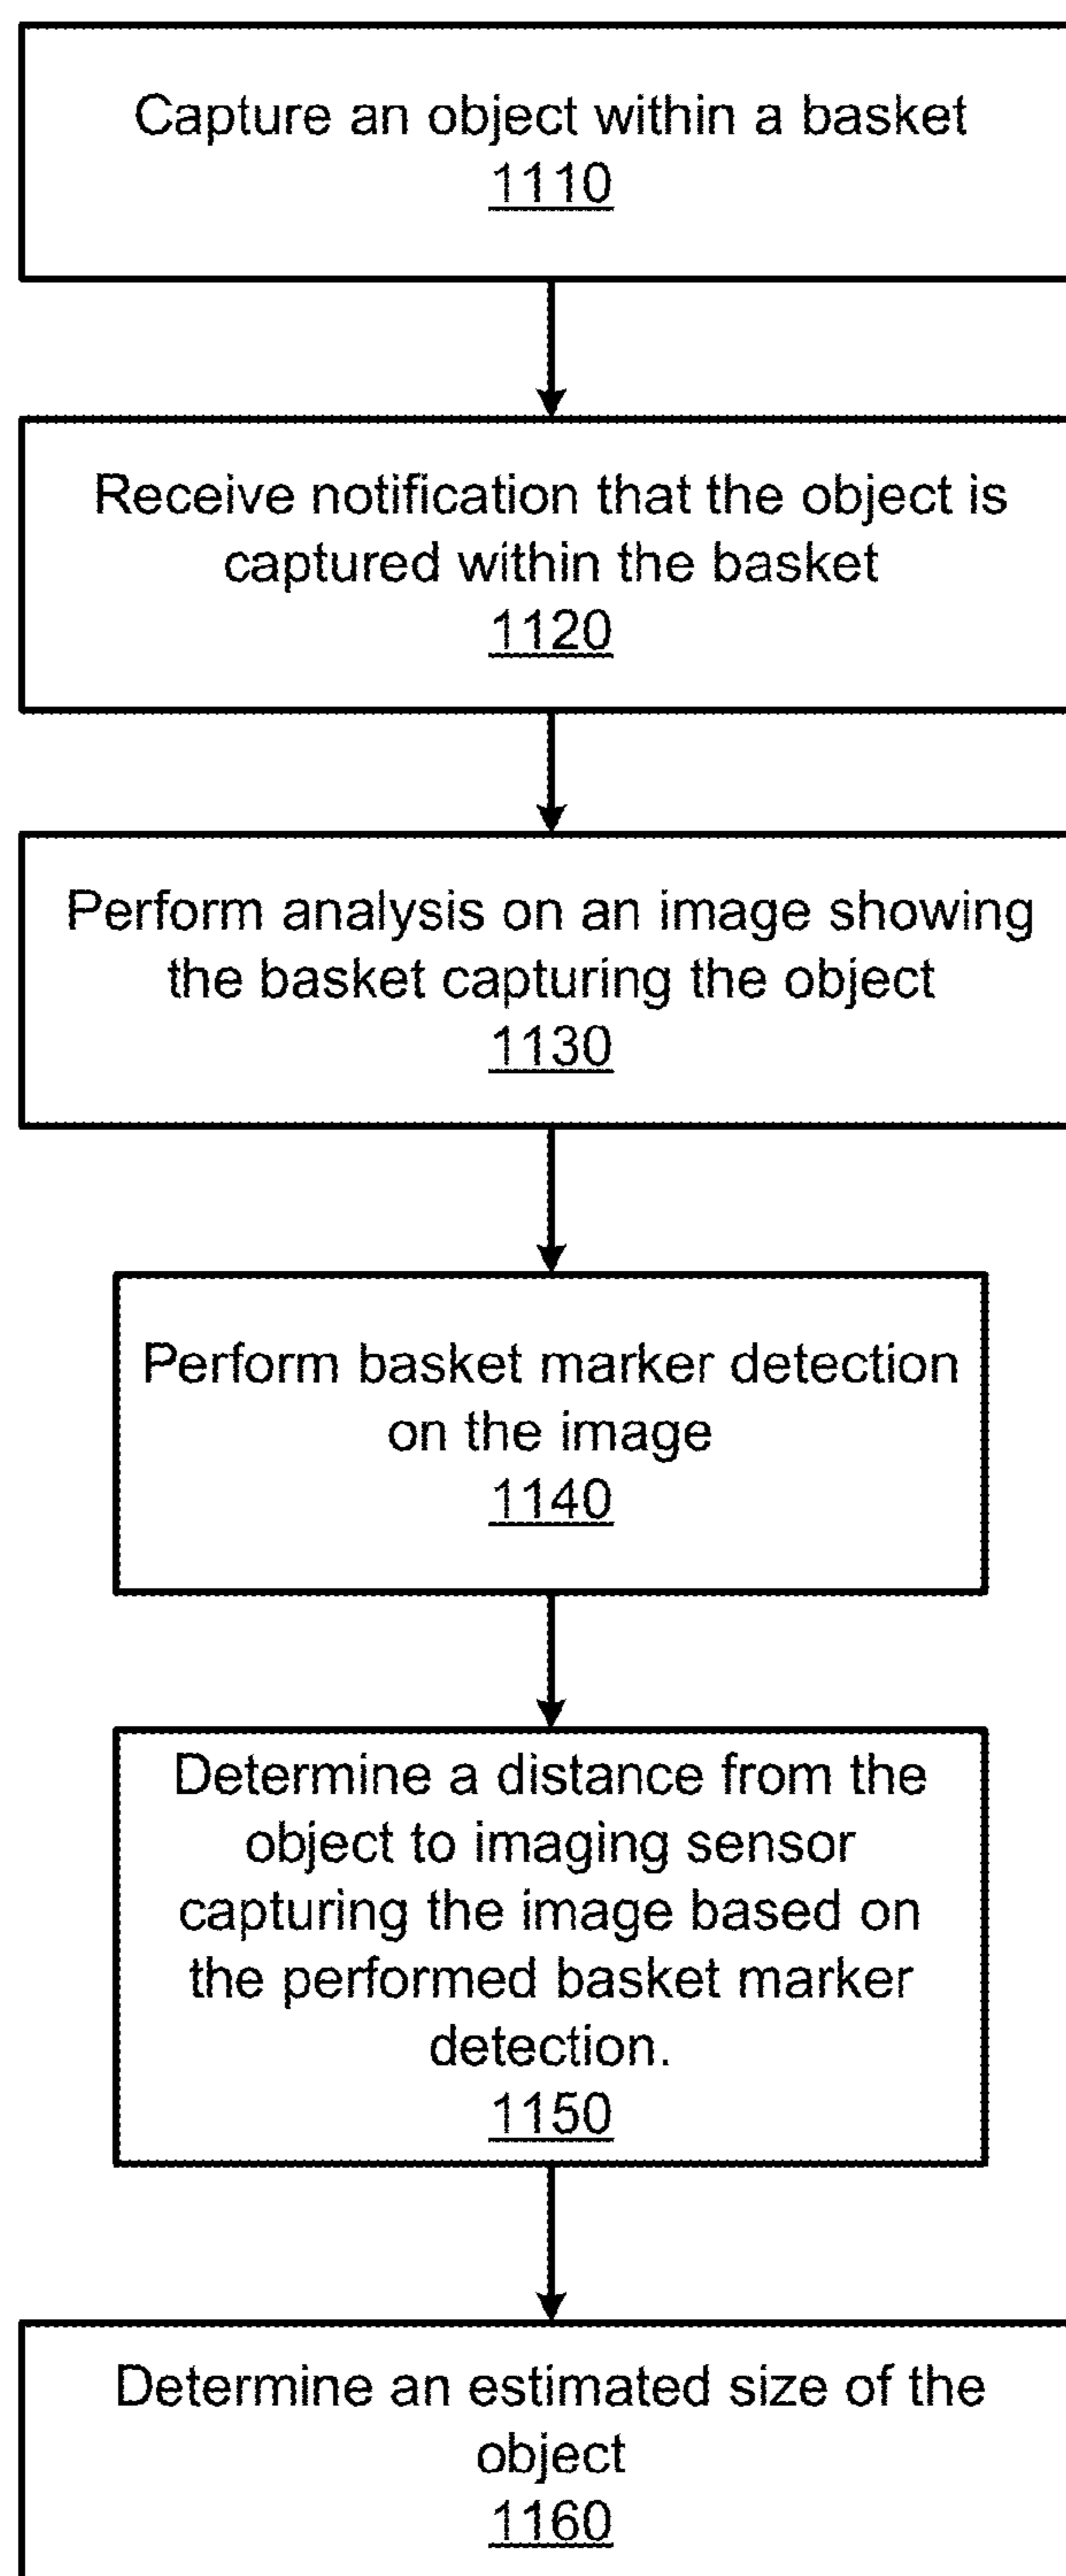 Capture an object within a basket
1110
Receive notification that the object is
captured within the basket
1120
Perform analysis on an image showing
the basket capturing the object
1130
Perform basket marker detection
on the image
1140
Determine a distance from the
object to imaging sensor
capturing the image based on
the performed basket marker
detection.
1150
Determine an estimated size of the
object
1160